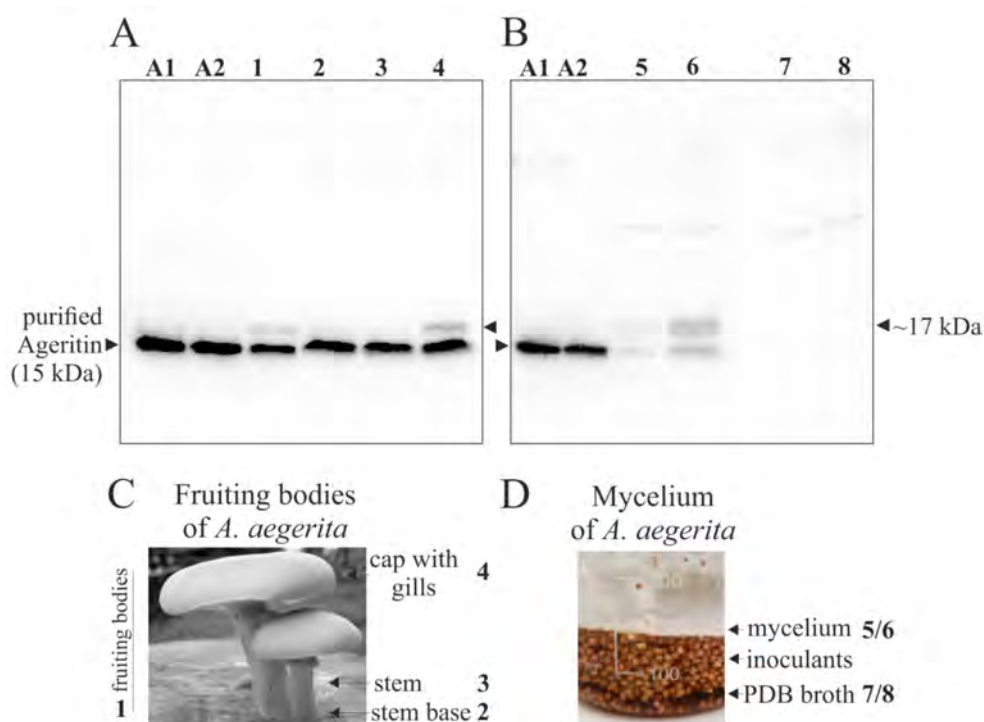 A
B
A1 A2 1 2 3 4
A1 A2 5 6 7 8
purified
Ageritin
(15 kDa)
~17 kDa
C
Fruiting bodies
of A. aegerita
1 fruiting bodies
cap with
gills 4
stem 3
stem base 2
D
Mycelium
of A. aegerita
mycelium 5/6
inoculants
PDB broth 7/8
100